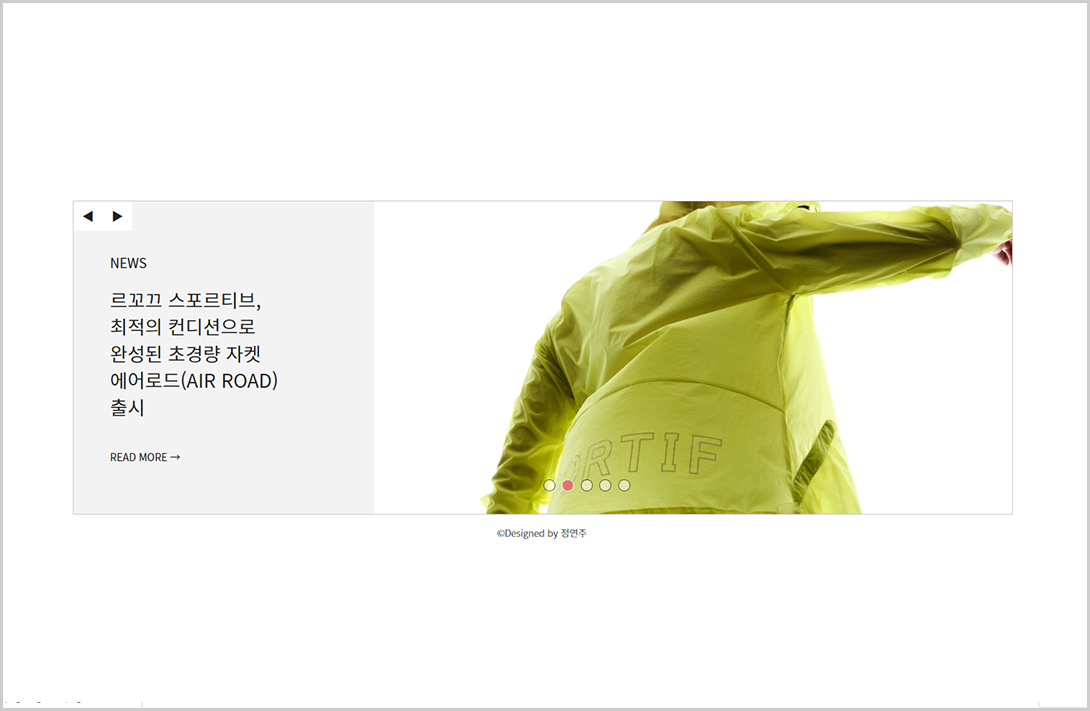 NEWS
르꼬끄 스포르티브,
최적의 컨디션으로
완성된 초경량 자켓
에어로드(AIR ROAD)
출시
READ MORE →
RTIF
©Designed by 정연주